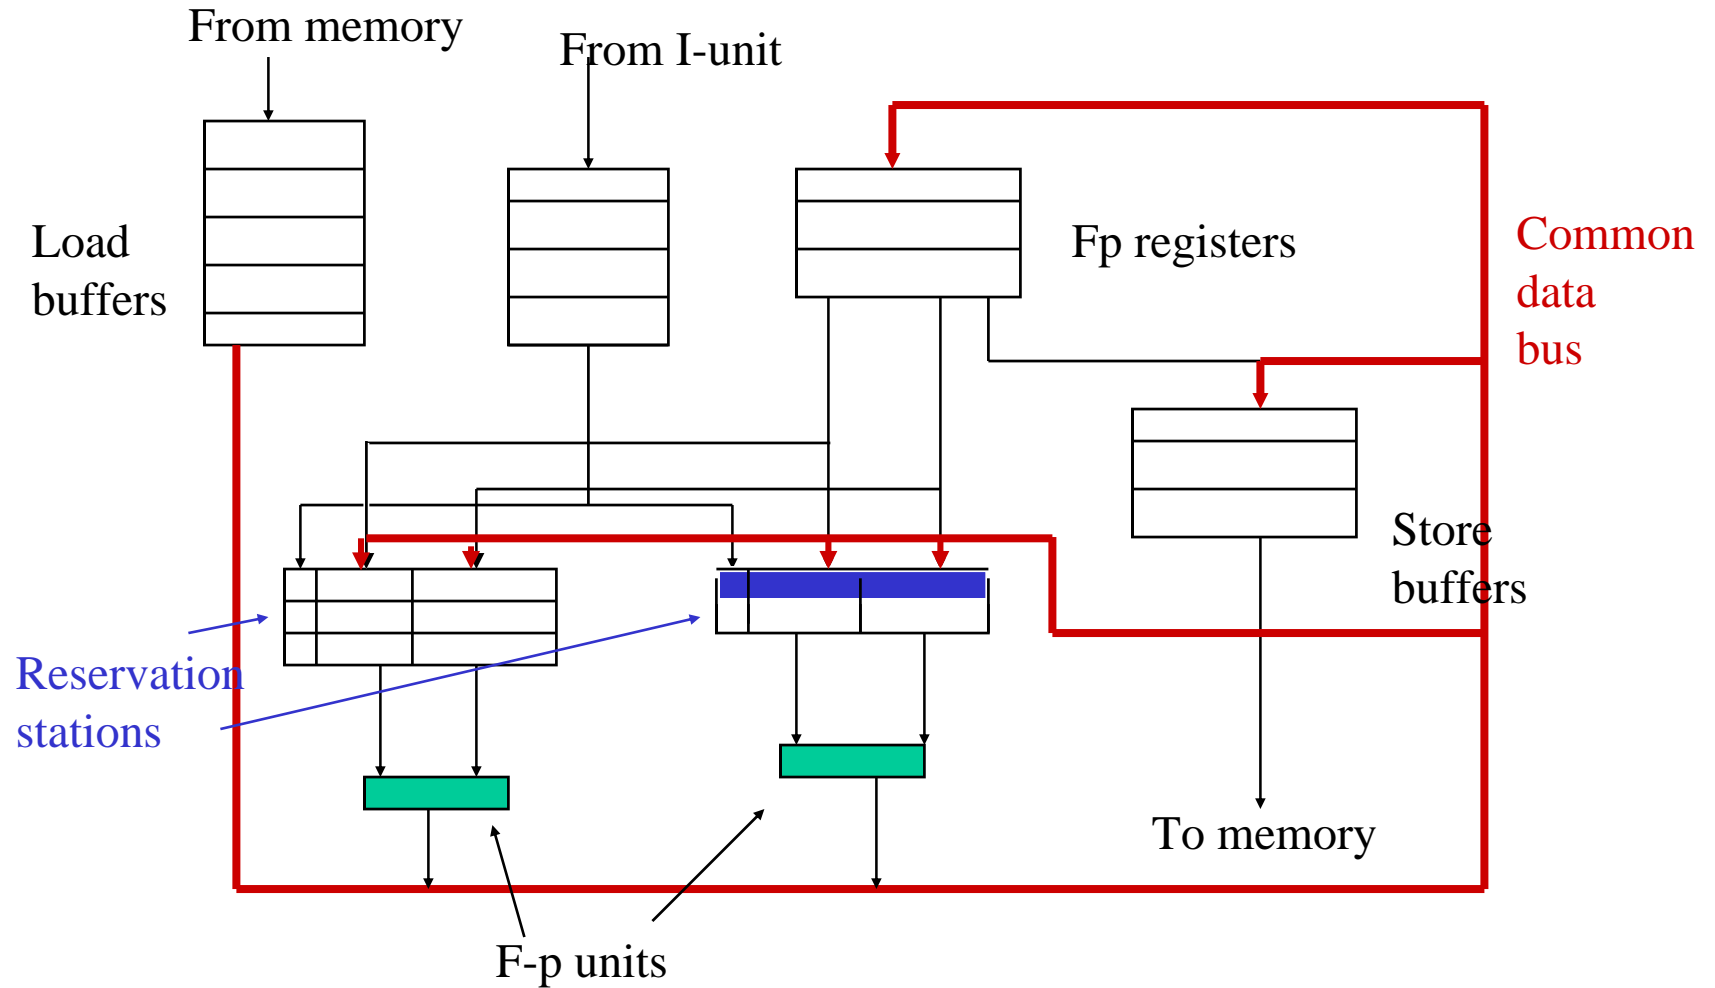 From memory
From I-unit
Load
buffers
Fp registers
Common
data
bus
Store
buffers
Reservation
stations
To memory
F-p units